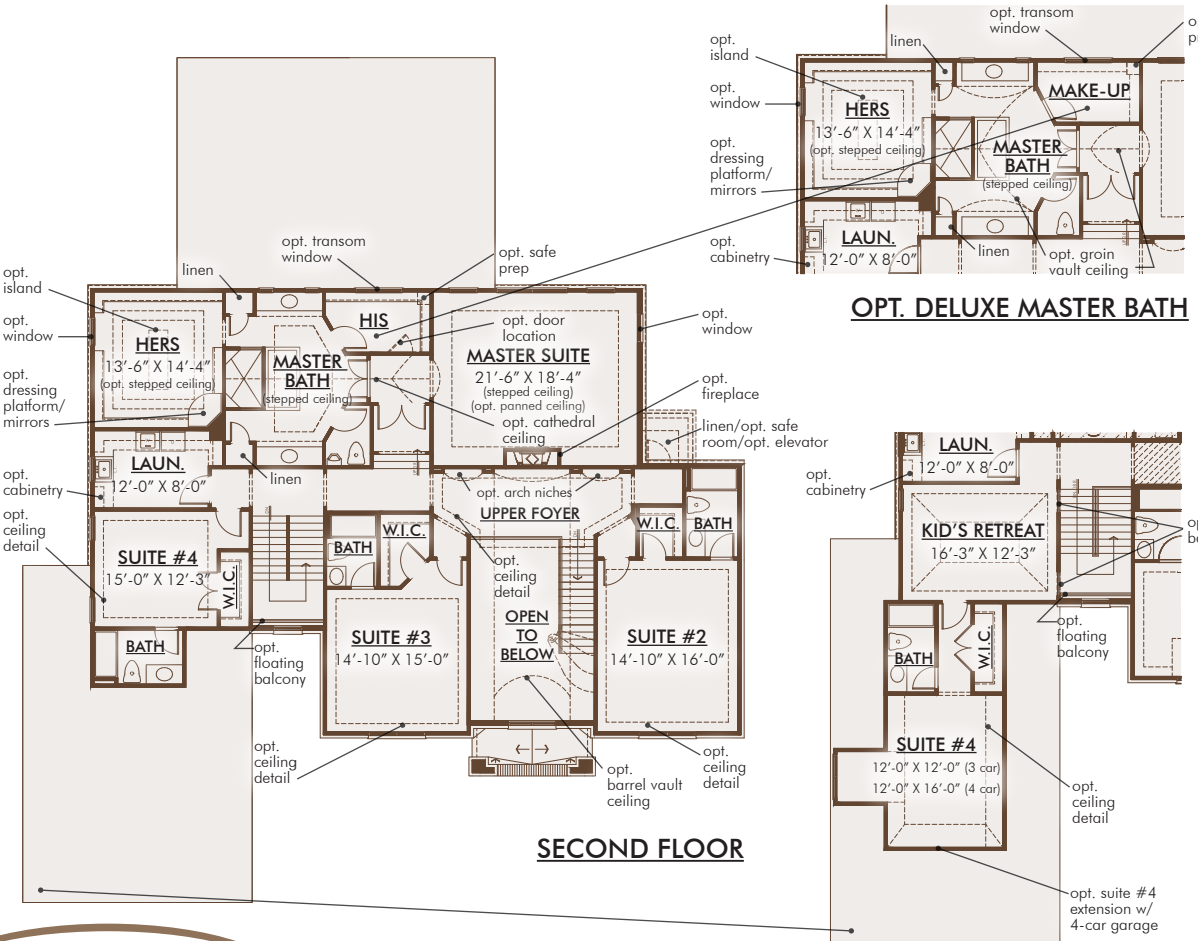 opt. transom
window
linen
opt.
island
opt.
window
opt.
dressing
platform/
mirrors
opt.
cabinetry
HERS
13'-6" X 14'-4"
(opt. stepped ceiling)
MAKE-UP
MASTER
BATH
(stepped ceiling)
LAUN.
12'-0" X 8'-0"
linen
opt. groin
vault ceiling
OPT. DELUXE MASTER BATH
opt. transom
window
linen
opt. safe
prep
opt.
island
opt.
window
opt.
dressing
platform/
mirrors
opt.
cabinetry
opt.
ceiling
detail
HERS
13'-6" X 14'-4"
(opt. stepped ceiling)
MASTER
BATH
(stepped ceiling)
HIS
opt. door
location
MASTER SUITE
21'-6" X 18'-4"
(stepped ceiling)
(opt. panned ceiling)
opt. cathedral
ceiling
opt.
window
opt.
fireplace
linen/opt. safe
room/opt. elevator
LAUN.
12'-0" X 8'-0"
linen
opt. arch niches
UPPER FOYER
W.I.C.
BATH
W.I.C.
BATH
SUITE #4
15'-0" X 12'-3"
W.I.C.
BATH
opt.
ceiling
detail
OPEN
TO
BELOW
SUITE #3
14'-10" X 15'-0"
SUITE #2
14'-10" X 16'-0"
opt.
floating
balcony
opt.
ceiling
detail
opt.
barrel vault
ceiling
opt.
ceiling
detail
SECOND FLOOR
LAUN.
12'-0" X 8'-0"
opt.
cabinetry
KID'S RETREAT
16'-3" X 12'-3"
opt.
floating
balcony
BATH
W.I.C.
SUITE #4
12'-0" X 12'-0" (3 car)
12'-0" X 16'-0" (4 car)
opt.
ceiling
detail
opt. suite #4
extension w/
4-car garage